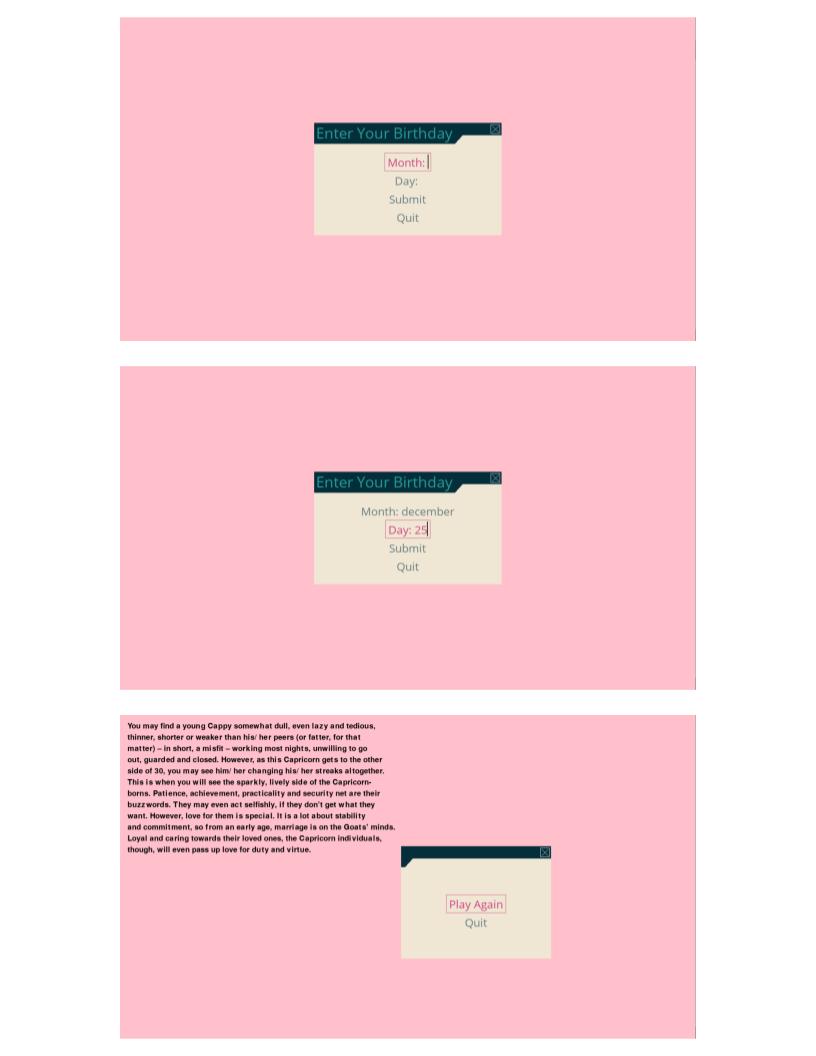 Enter Your Birthday
Month:
Day:
Submit
Quit
Enter Your Birthday
Month: december
Day: 25
Submit
Quit
You may find a young Cappy somewhat dull, even lazy and tedious,
thinner, shorter or weaker than his/ her peers (or fatter, for that
matter) – in short, a misfit – working most nights, unwilling to go
out, guarded and closed. However, as this Capricorn gets to the other
side of 30, you may see him/ her changing his/ her streaks altogether.
This is when you will see the sparkly, lively side of the Capricorn-
borns. Patience, achievement, practicality and security net are their
buzzwords. They may even act selfishly, if they don't get what they
want. However, love for them is special. It is a lot about stability
and commitment, so from an early age, marriage is on the Goats' minds.
Loyal and caring towards their loved ones, the Capricorn individuals,
though, will even pass up love for duty and virtue.
Play Again
Quit